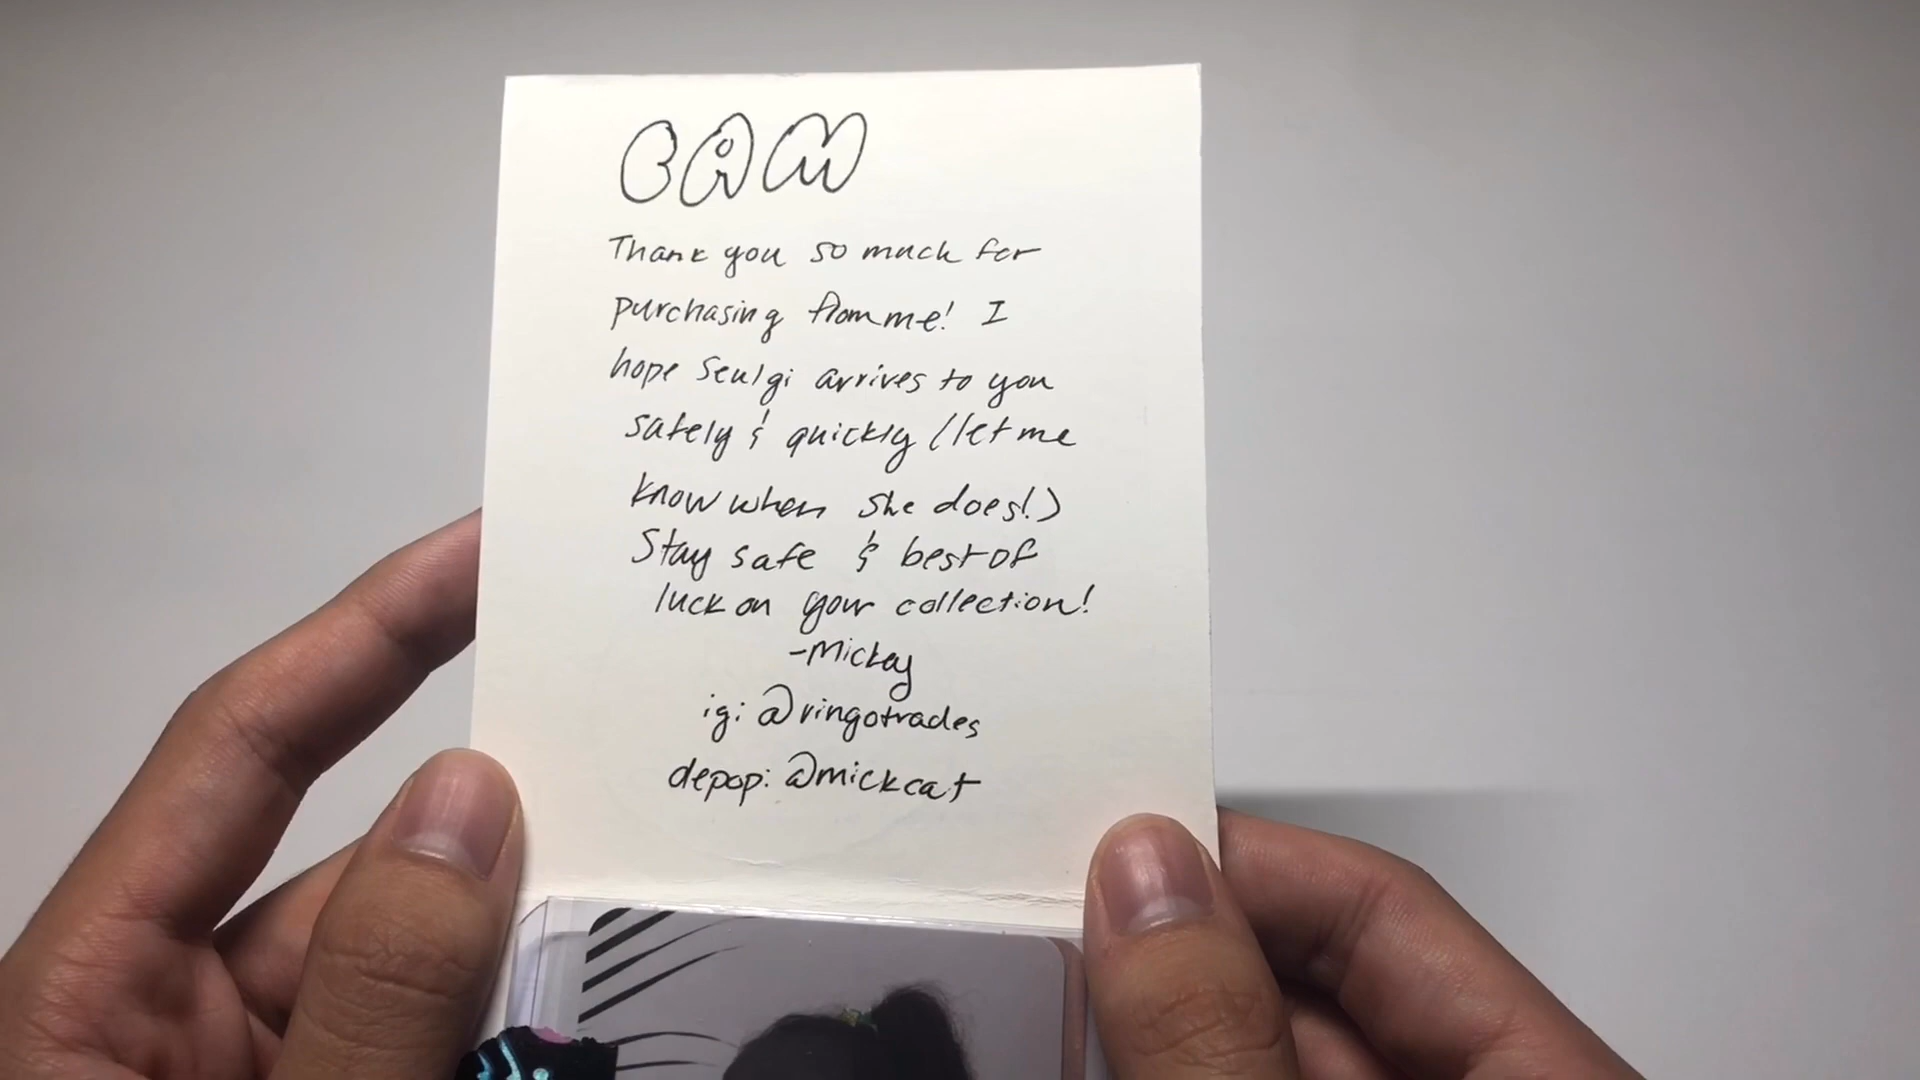 CAM
Thank you so much for
purchasing from me! I
hope Seulgi arrives to you
safely & quickly (let me
know when she does!)
Stay safe & best of
luck on your collection!
-Mickey
ig: @ringotrades
depop: @mickcat